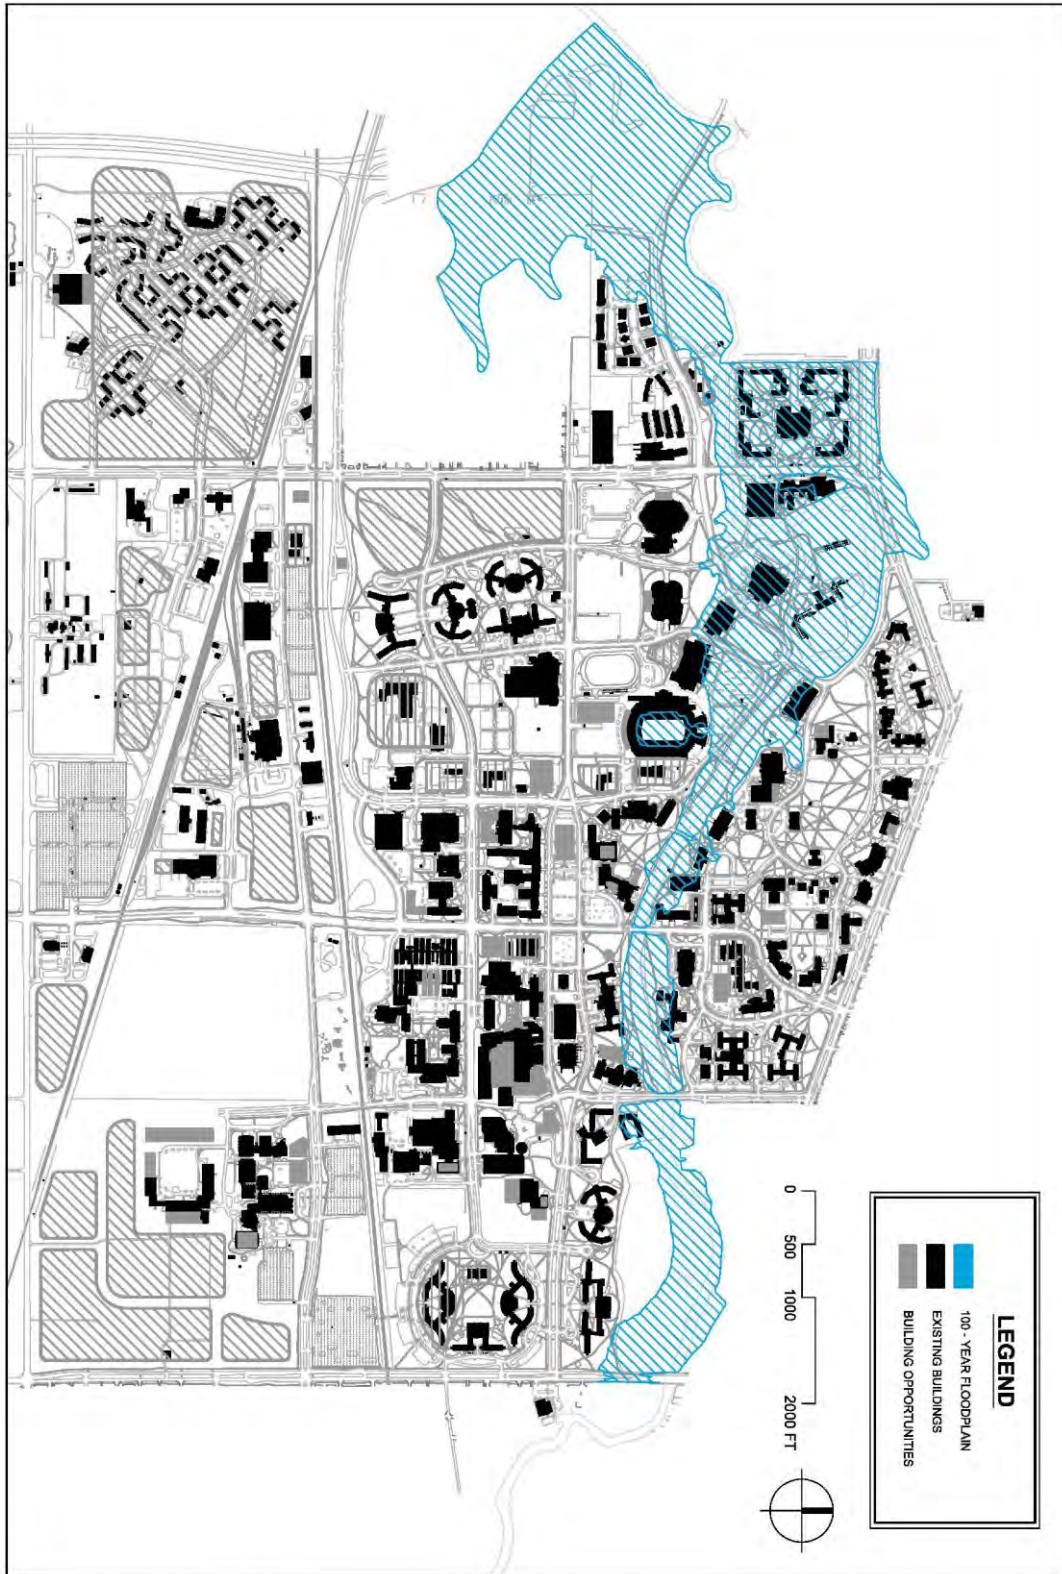 LEGEND
100 - YEAR FLOODPLAIN
EXISTING BUILDINGS
BUILDING OPPORTUNITIES
0
500
1000
2000 FT